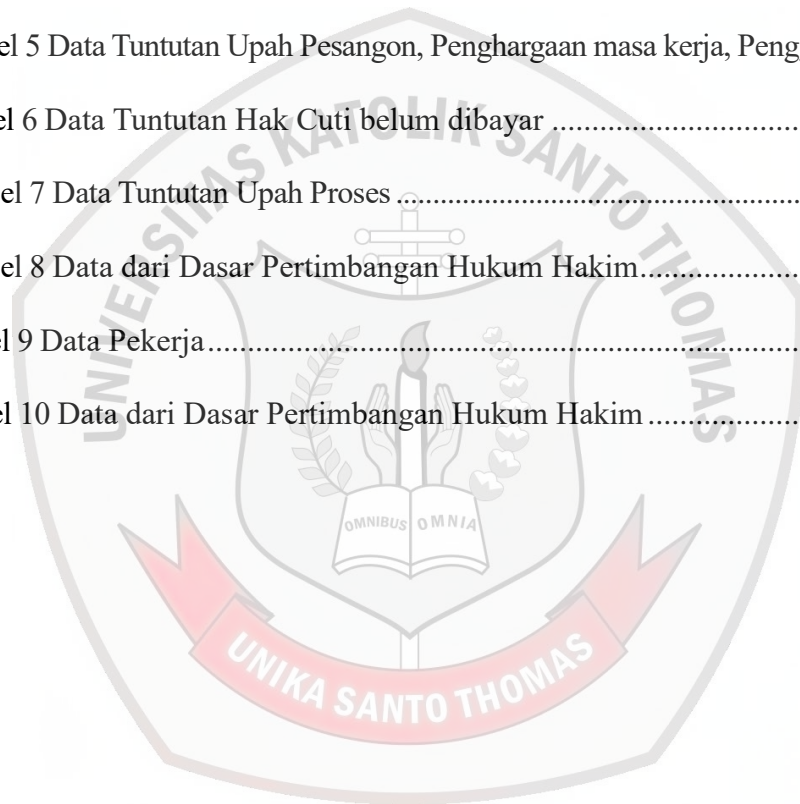 el 5 Data Tuntutan Upah Pesangon, Penghargaan masa kerja, Peng
el 6 Data Tuntutan Hak Cuti belum dibayar ...........................
el 7 Data Tuntutan Upah Proses ...............................................
el 8 Data dari Dasar Pertimbangan Hukum Hakim....................
el 9 Data Pekerja.......................................................................
el 10 Data dari Dasar Pertimbangan Hukum Hakim ..................
UNIVERSITAS KATOLIK SANTO THOMAS
OMNIBUS OMNIA
UNIKA SANTO THOMAS